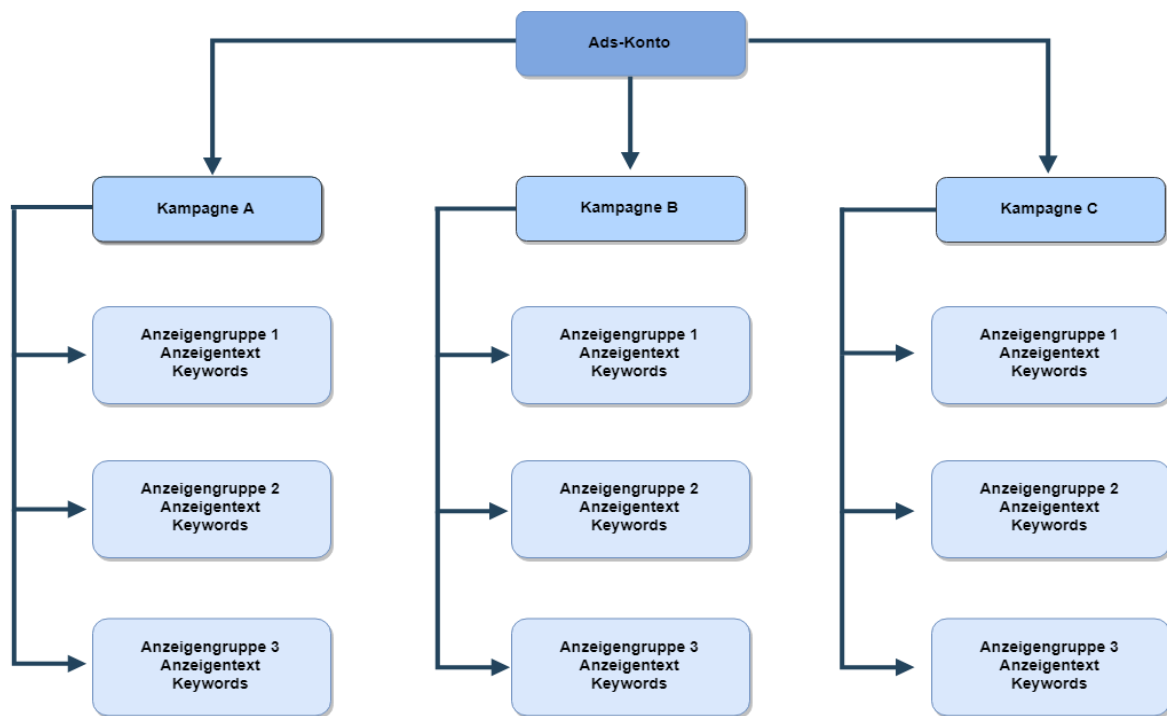 Ads-Konto
Kampagne A
Kampagne B
Kampagne C
Anzeigengruppe 1
Anzeigentext
Keywords
Anzeigengruppe 1
Anzeigentext
Keywords
Anzeigengruppe 1
Anzeigentext
Keywords
Anzeigengruppe 2
Anzeigentext
Keywords
Anzeigengruppe 2
Anzeigentext
Keywords
Anzeigengruppe 2
Anzeigentext
Keywords
Anzeigengruppe 3
Anzeigentext
Keywords
Anzeigengruppe 3
Anzeigentext
Keywords
Anzeigengruppe 3
Anzeigentext
Keywords